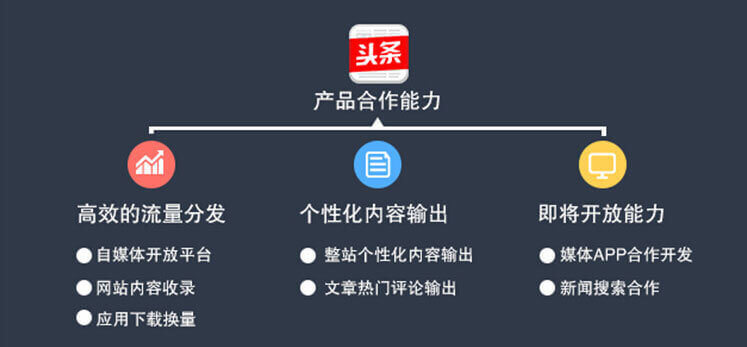 头条
产品合作能力
高效的流量分发
自媒体开放平台
网站内容收录
应用下载换量
个性化内容输出
整站个性化内容输出
文章热门评论输出
即将开放能力
媒体APP合作开发
新闻搜索合作